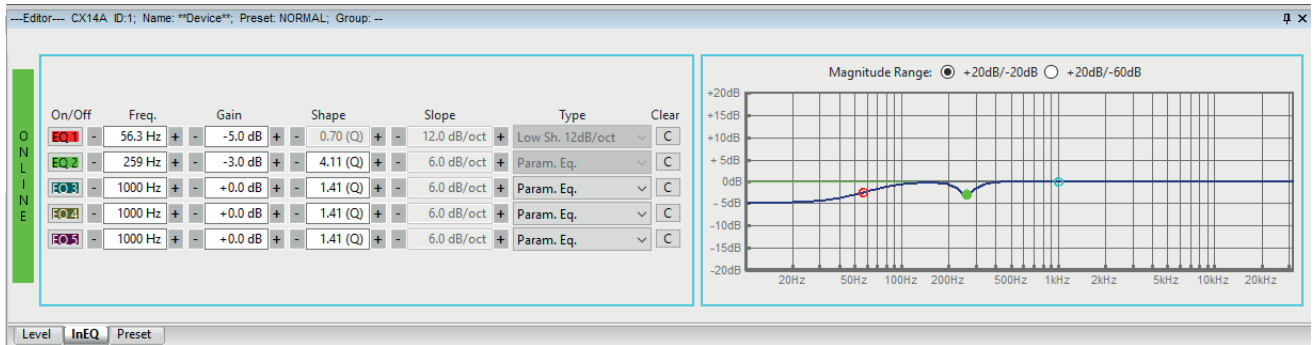 ---Editor--- CX14A ID:1; Name: **Device**; Preset: NORMAL; Group: --
ONLINE
On/Off Freq. Gain Shape Slope Type Clear
EQ 1 - 56.3 Hz + - -5.0 dB + - 0.70 (Q) + - 12.0 dB/oct + Low Sh. 12dB/oct C
EQ 2 - 259 Hz + - -3.0 dB + - 4.11 (Q) + - 6.0 dB/oct + Param. Eq. C
EQ 3 - 1000 Hz + - +0.0 dB + - 1.41 (Q) + - 6.0 dB/oct + Param. Eq. C
EQ 4 - 1000 Hz + - +0.0 dB + - 1.41 (Q) + - 6.0 dB/oct + Param. Eq. C
EQ 5 - 1000 Hz + - +0.0 dB + - 1.41 (Q) + - 6.0 dB/oct + Param. Eq. C
Magnitude Range: +20dB/-20dB +20dB/-60dB
+20dB
+15dB
+10dB
+ 5dB
0dB
- 5dB
-10dB
-15dB
-20dB
20Hz 50Hz 100Hz 200Hz 500Hz 1kHz 2kHz 5kHz 10kHz 20kHz
Level InEQ Preset